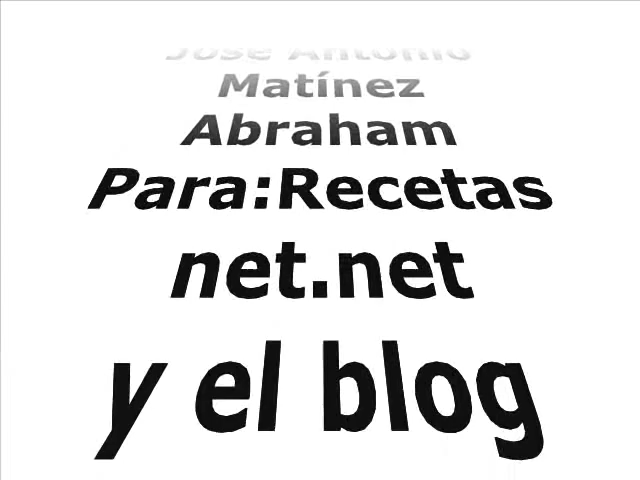 Jose Antonio
Matínez
Abraham
Para:Recetas
net.net
y el blog